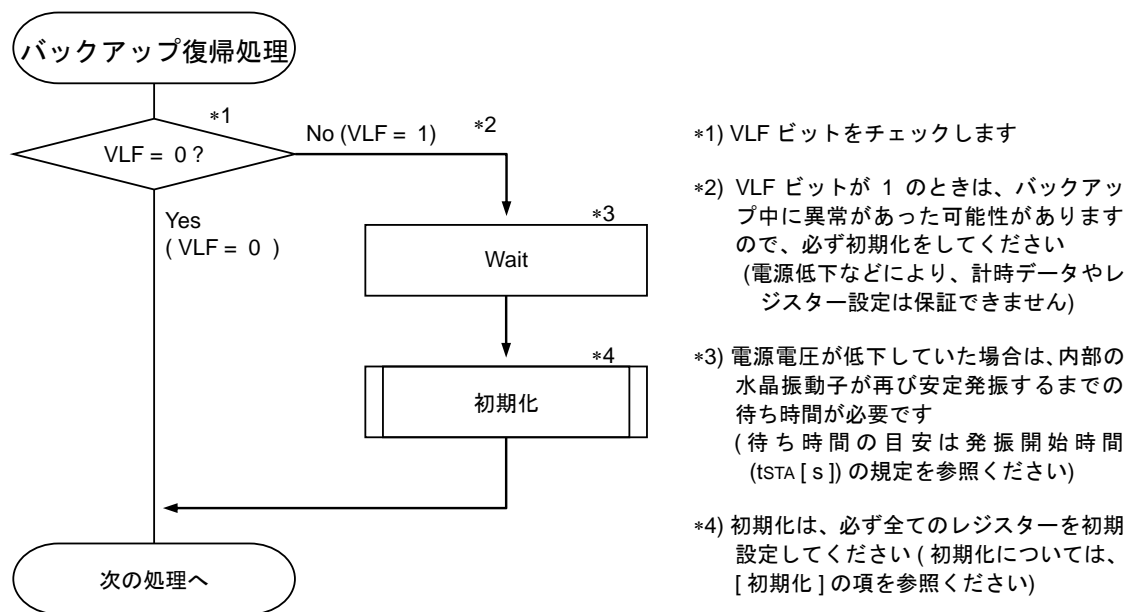 バックアップ復帰処理
*1
VLF = 0 ?
No (VLF = 1)
*2
Yes
( VLF = 0 )
*3
Wait
*4
初期化
次の処理へ
*1) VLF ビットをチェックします
*2) VLF ビットが 1 のときは、バックアッ
プ中に異常があった可能性があります
ので、必ず初期化をしてください
(電源低下などにより、計時データやレ
ジスター設定は保証できません)
*3) 電源電圧が低下していた場合は、内部の
水晶振動子が再び安定発振するまでの
待ち時間が必要です
( 待ち時間の目安は発振開始時間
(tSTA [ s ]) の規定を参照ください)
*4) 初期化は、必ず全てのレジスターを初期
設定してください ( 初期化については、
[ 初期化 ] の項を参照ください)